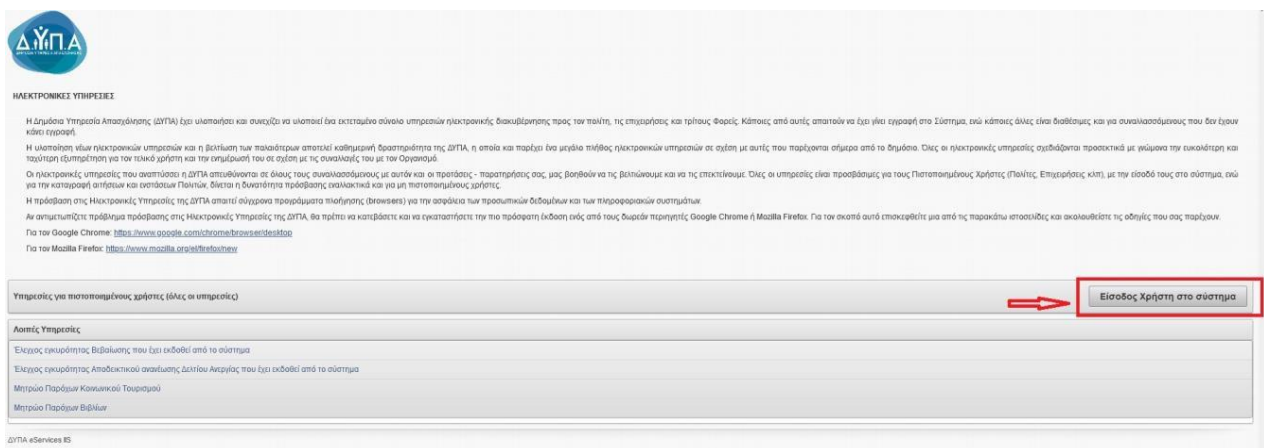 Δ.ΥΠ.Α
ΗΛΕΚΤΡΟΝΙΚΕΣ ΥΠΗΡΕΣΙΕΣ
Η Δημόσια Υπηρεσία Απασχόλησης (ΔΥΠΑ) έχει υλοποιήσει και συνεχίζει να υλοποιεί ένα εκτεταμένο σύνολο υπηρεσιών ηλεκτρονικής διακυβέρνησης προς τον πολίτη, τις επιχειρήσεις και τρίτους Φορείς. Κάποιες από αυτές απαιτούν να έχει γίνει εγγραφή στο Σύστημα, ενώ κάποιες άλλες είναι διαθέσιμες και για συναλλασσόμενους που δεν έχουν
κάνει εγγραφή.
Η υλοποίηση νέων ηλεκτρονικών υπηρεσιών και η βελτίωση των παλαιότερων αποτελεί καθημερινή δραστηριότητα της ΔΥΠΑ, η οποία και παρέχει ένα μεγάλο πλήθος ηλεκτρονικών υπηρεσιών σε σχέση με αυτές που παρέχονται σήμερα από το δημόσιο. Όλες οι ηλεκτρονικές υπηρεσίες σχεδιάζονται προσεκτικά με γνώμονα την ευκολότερη και
ταχύτερη εξυπηρέτηση για τον τελικό χρήστη και την ενημέρωσή του σε σχέση με τις συναλλαγές του με τον Οργανισμό.
Οι ηλεκτρονικές υπηρεσίες που αναπτύσσει η ΔΥΠΑ απευθύνονται σε όλους τους συναλλασσόμενους με αυτόν και οι προτάσεις - παρατηρήσεις σας, μας βοηθούν να τις βελτιώνουμε και να τις επεκτείνουμε. Όλες οι υπηρεσίες είναι προσβάσιμες για τους Πιστοποιημένους Χρήστες (Πολίτες, Επιχειρήσεις κλπ), με την είσοδό τους στο σύστημα, ενώ
για την καταγραφή αιτήσεων και ενστάσεων Πολιτών, δίνεται η δυνατότητα πρόσβασης εναλλακτικά και για μη πιστοποιημένους χρήστες.
Η πρόσβαση στις Ηλεκτρονικές Υπηρεσίες της ΔΥΠΑ απαιτεί σύγχρονα προγράμματα πλοήγησης (browsers) για την ασφάλεια των προσωπικών δεδομένων και των πληροφοριακών συστημάτων.
Αν αντιμετωπίζετε πρόβλημα πρόσβασης στις Ηλεκτρονικές Υπηρεσίες της ΔΥΠΑ, θα πρέπει να κατεβάσετε και να εγκαταστήσετε την πιο πρόσφατη έκδοση ενός από τους δωρεάν περιηγητές Google Chrome ή Mozilla Firefox. Για τον σκοπό αυτό επισκεφθείτε μια από τις παρακάτω ιστοσελίδες και ακολουθείστε τις οδηγίες που σας παρέχουν.
Για τον Google Chrome: https://www.google.com/chrome/browser/desktop
Για τον Mozilla Firefox: https://www.mozilla.org/el/firefox/new
Υπηρεσίες για πιστοποιημένους χρήστες (όλες οι υπηρεσίες)
Είσοδος Χρήστη στο σύστημα
Λοιπές Υπηρεσίες
Έλεγχος εγκυρότητας Βεβαίωσης που έχει εκδοθεί από το σύστημα
Έλεγχος εγκυρότητας Αποδεικτικού ανανέωσης Δελτίου Ανεργίας που έχει εκδοθεί από το σύστημα
Μητρώο Παρόχων Κοινωνικού Τουρισμού
Μητρώο Παρόχων Βιβλίων
ΔΥΠΑ eServices IIS